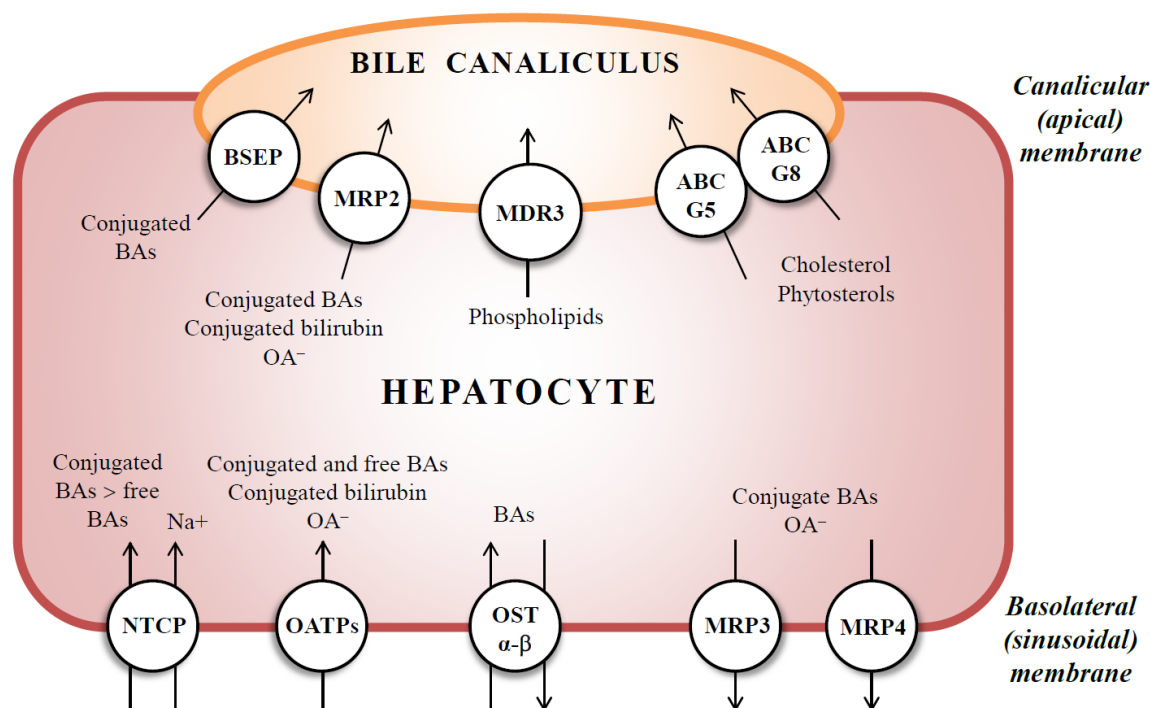 BILE CANALICULUS
Canalicular
(apical)
membrane
BSEP
MRP2
MDR3
ABC
G5
ABC
G8
Conjugated
BAs
Conjugated BAs
Conjugated bilirubin
OA⁻
Phospholipids
Cholesterol
Phytosterols
HEPATOCYTE
Conjugated
BAs > free
BAs
Na+
Conjugated and free BAs
Conjugated bilirubin
OA⁻
BAs
Conjugate BAs
OA⁻
NTCP
OATPs
OST
α-β
MRP3
MRP4
Basolateral
(sinusoidal)
membrane